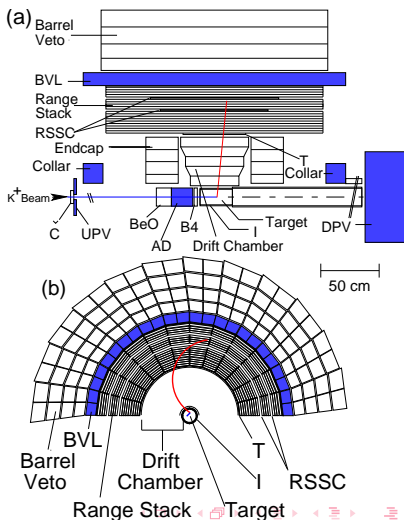 (a)
Barrel
Veto
BVL
Range
Stack
RSSC
Endcap
T
Collar
Collar
K+ Beam
C
UPV
BeO
AD
B4
Target
I
Drift Chamber
DPV
50 cm
(b)
BVL
Barrel
Veto
Drift
Chamber
T
I
RSSC
Range Stack
Target